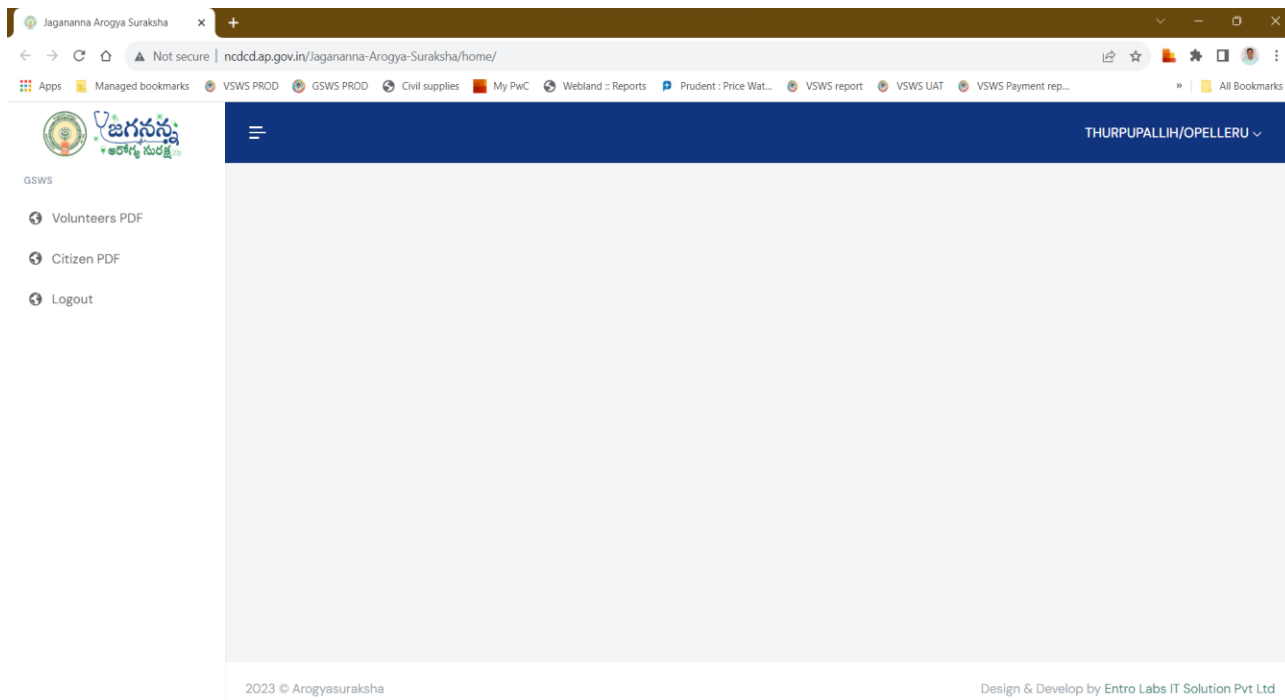 Jagananna Arogya Suraksha
Not secure | ncdcd.ap.gov.in/Jagananna-Arogya-Suraksha/home/
Apps Managed bookmarks VSWS PROD GSWS PROD Civil supplies My PwC Webland :: Reports Prudent : Price Wat... VSWS report VSWS UAT VSWS Payment rep... » All Bookmarks
జగనన్న
ఆరోగ్య సురక్ష
THURPUPALLIH/OPELLERU
GSWS
Volunteers PDF
Citizen PDF
Logout
2023 © Arogyasuraksha
Design & Develop by Entro Labs IT Solution Pvt Ltd